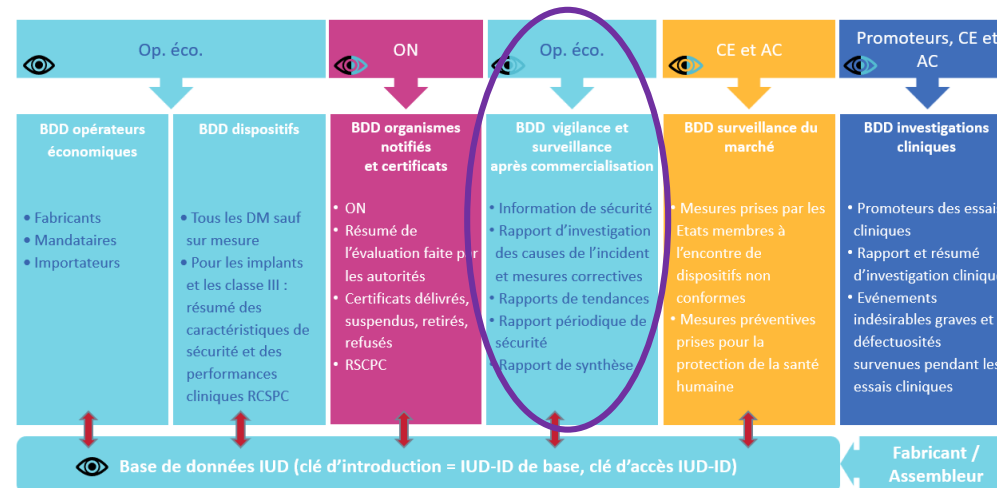 Op. éco.
ON
Op. éco.
CE et AC
Promoteurs, CE et
AC
BDD opérateurs
économiques
• Fabricants
• Mandataires
• Importateurs
BDD dispositifs
• Tous les DM sauf
sur mesure
• Pour les implants
et les classe III :
résumé des
caractéristiques de
sécurité et des
performances
cliniques RCSPC
BDD organismes
notifiés
et certificats
• ON
• Résumé de
l'évaluation faite par
les autorités
• Certificats délivrés,
suspendus, retirés,
refusés
• RSCPC
BDD vigilance et
surveillance
après commercialisation
• Information de sécurité
• Rapport d'investigation
des causes de l'incident
et mesures correctives
• Rapports de tendances
• Rapport périodique de
sécurité
• Rapport de synthèse
BDD surveillance du
marché
• Mesures prises par les
Etats membres à
l'encontre de
dispositifs non
conformes
• Mesures préventives
prises pour la
protection de la santé
humaine
BDD investigations
cliniques
• Promoteurs des essais
cliniques
• Rapport et résumé
d'investigation clinique
• Evénements
indésirables graves et
défectuosités
survenues pendant les
essais cliniques
Base de données IUD (clé d'introduction = IUD-ID de base, clé d'accès IUD-ID)
Fabricant /
Assembleur